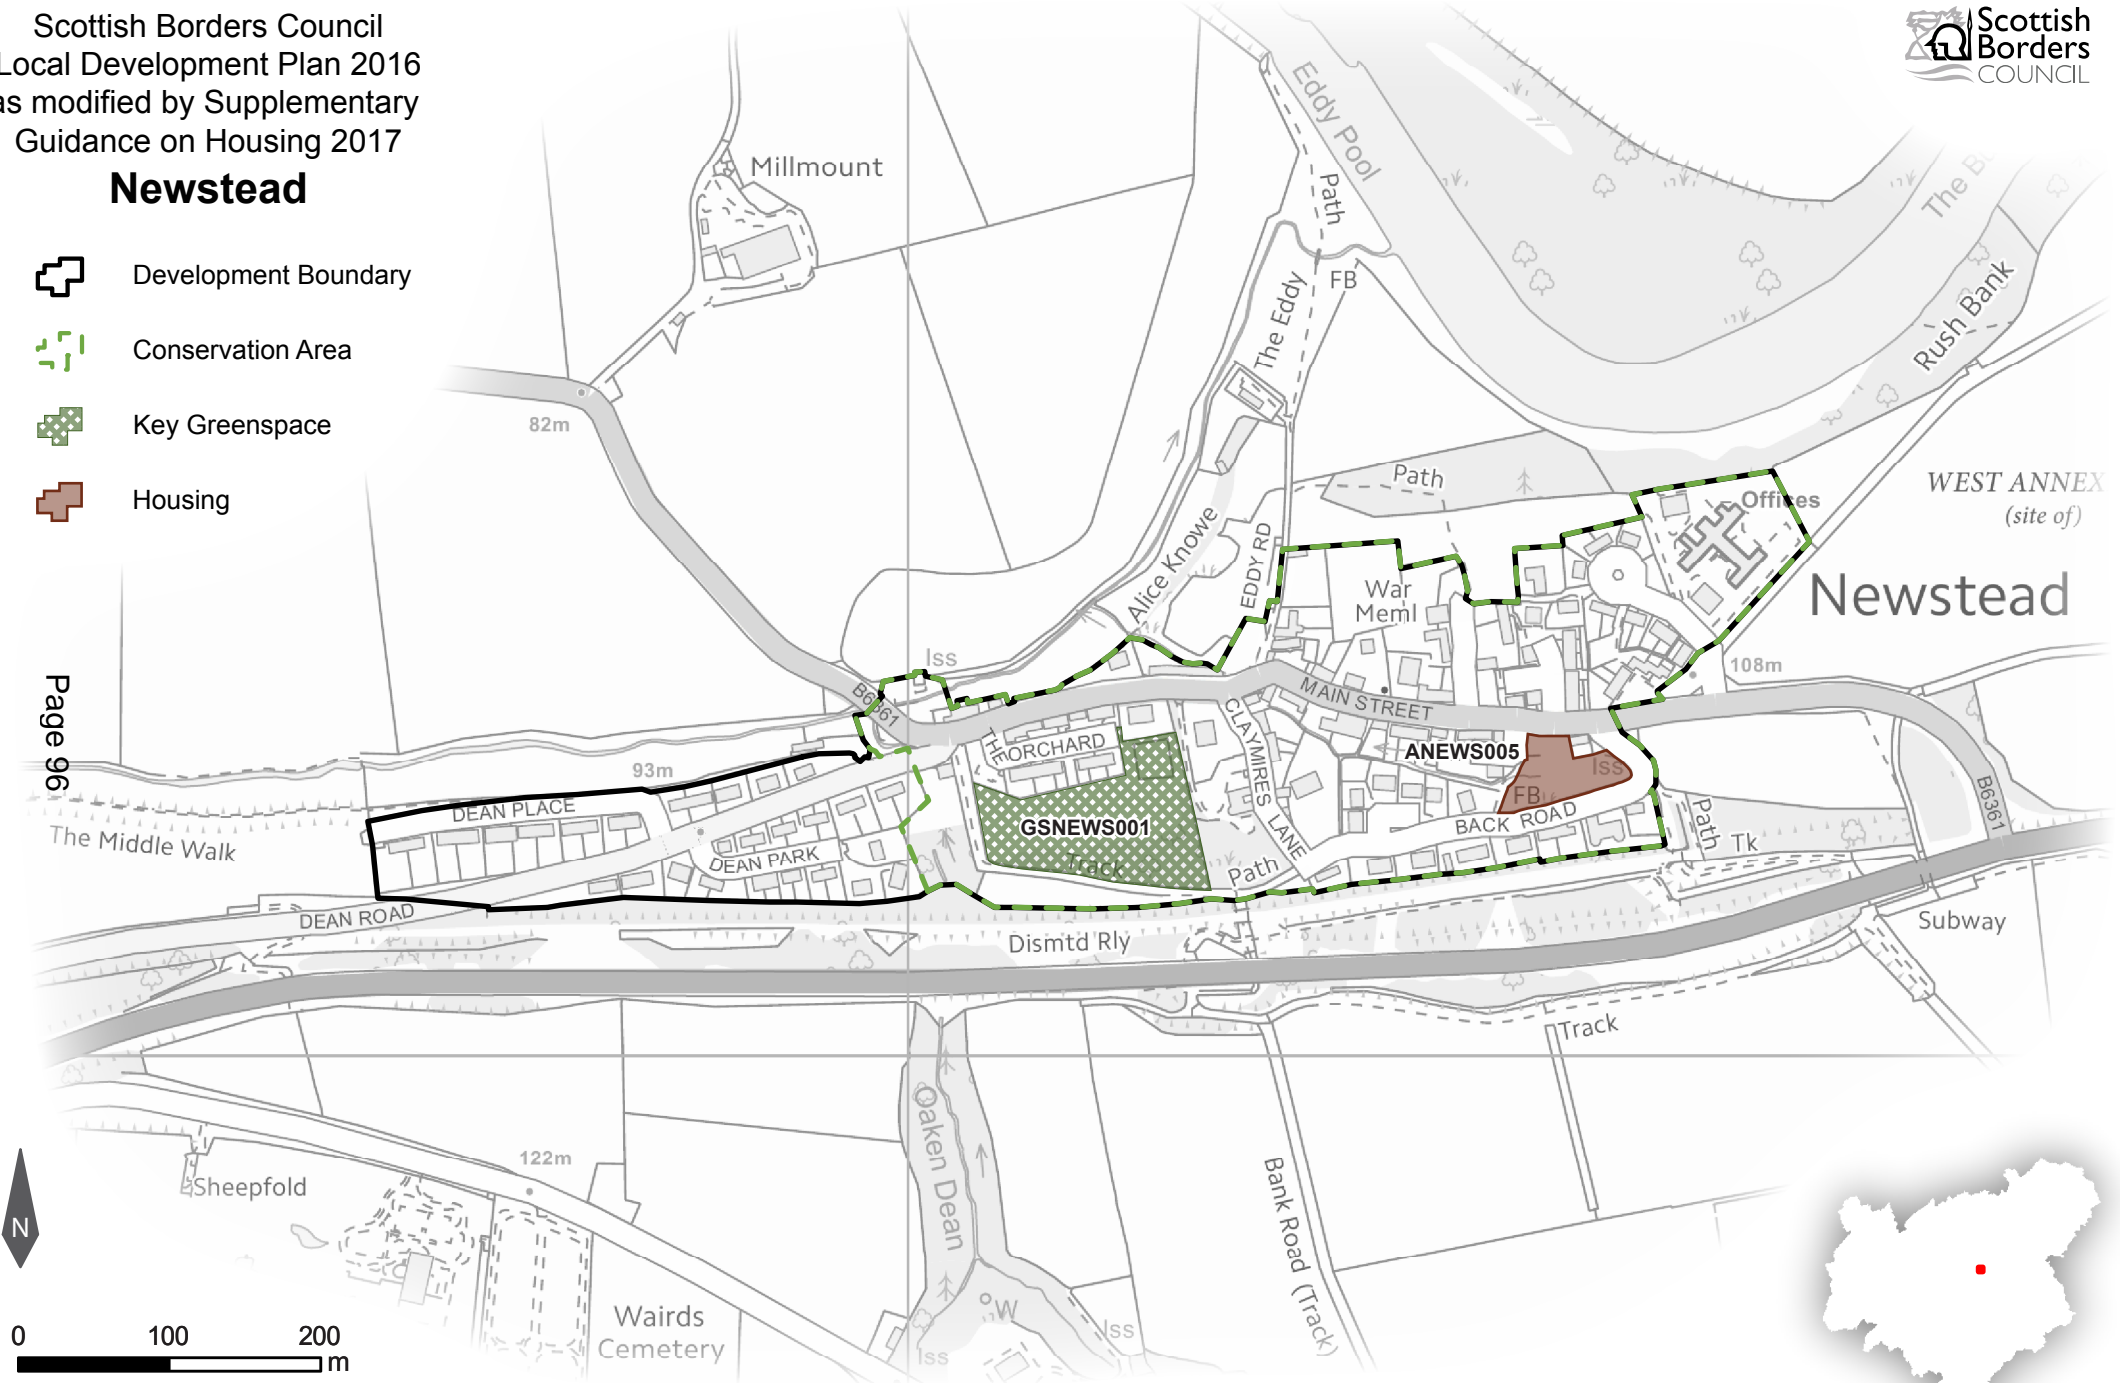 Scottish Borders Council
Local Development Plan 2016
as modified by Supplementary
Guidance on Housing 2017
Newstead
Development Boundary
Conservation Area
Key Greenspace
Housing
Scottish
Borders
COUNCIL
Millmount
Eddy Pool
Path
FB
The Eddy
Rush Bank
82m
Path
Offices
WEST ANNEX
(site of)
Alice Knowe
EDDY RD
War
Meml
Newstead
Iss
108m
B6361
MAIN STREET
CLAYMIRES LANE
THE
ORCHARD
ANEWS005
Iss
FB
BACK ROAD
Page 96
93m
DEAN PLACE
The Middle Walk
DEAN PARK
GSNEWS001
Track
Path
Path
Tk
B6361
DEAN ROAD
Dismtd Rly
Subway
Track
Oaken Dean
122m
Sheepfold
Bank Road (Track)
N
Wairds
Cemetery
W
Iss
Iss
0 100 200
m